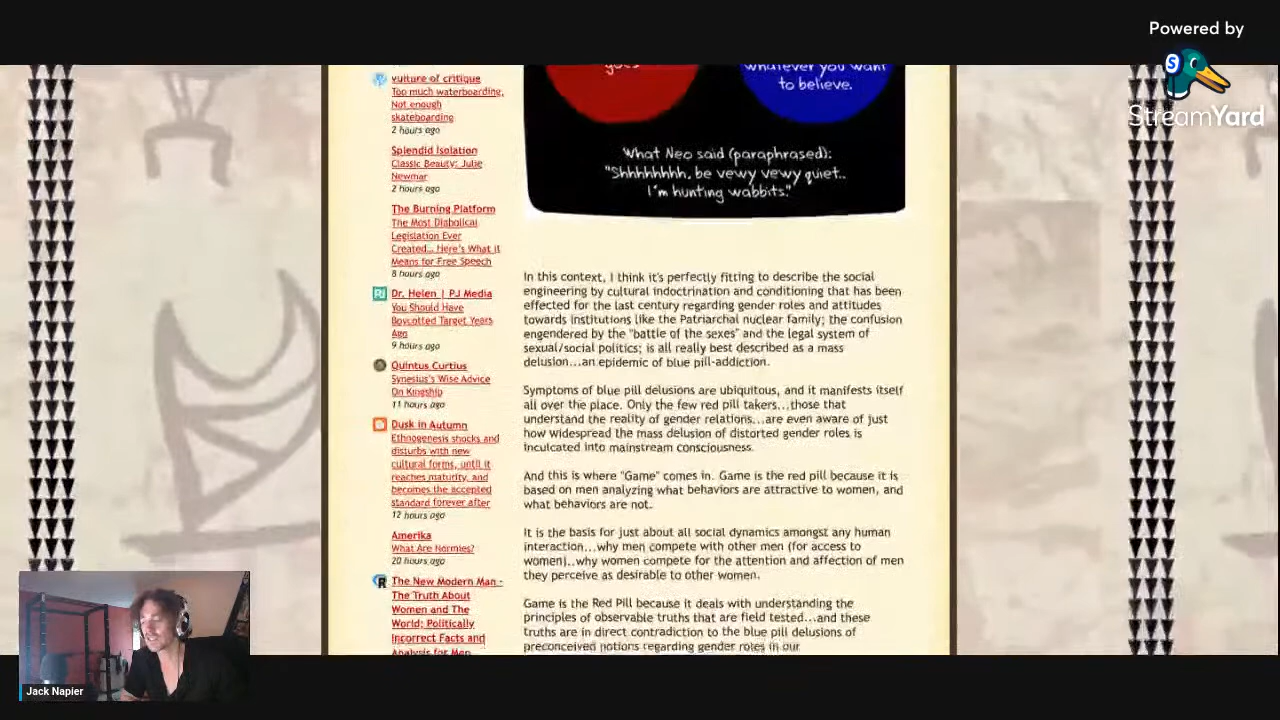 Powered by
StreamYard
vulture of critique
Too much waterboarding,
Not enough
skateboarding
2 hours ago
Splendid Isolation
Classic Beauty: Julie
Newmar
2 hours ago
The Burning Platform
The Most Diabolical
Legislation Ever
Created… Here's What It
Means for Free Speech
8 hours ago
Dr. Helen | PJ Media
You Should Have
Boycotted Target Years
Ago
9 hours ago
Quintus Curtius
Synesius's Wise Advice
On Kingship
11 hours ago
Dusk in Autumn
Ethnogenesis shocks and
disturbs with new
cultural forms, until it
reaches maturity, and
becomes the accepted
standard forever after
12 hours ago
Amerika
What Are Normies?
20 hours ago
The New Modern Man -
The Truth About
Women and The
World; Politically
Incorrect Facts and
Analysis for Men
goes
whatever you want
to believe.
What Neo said (paraphrased):
"Shhhhhhhh, be vewy vewy quiet..
I'm hunting wabbits."
In this context, I think it's perfectly fitting to describe the social
engineering by cultural indoctrination and conditioning that has been
effected for the last century regarding gender roles and attitudes
towards institutions like the Patriarchal nuclear family; the confusion
engendered by the "battle of the sexes" and the legal system of
sexual/social politics; is all really best described as a mass
delusion...an epidemic of blue pill-addiction.
Symptoms of blue pill delusions are ubiquitous, and it manifests itself
all over the place. Only the few red pill takers...those that
understand the reality of gender relations...are even aware of just
how widespread the mass delusion of distorted gender roles is
inculcated into mainstream consciousness.
And this is where "Game" comes in. Game is the red pill because it is
based on men analyzing what behaviors are attractive to women, and
what behaviors are not.
It is the basis for just about all social dynamics amongst any human
interaction...why men compete with other men (for access to
women)..why women compete for the attention and affection of men
they perceive as desirable to other women.
Game is the Red Pill because it deals with understanding the
principles of observable truths that are field tested...and these
truths are in direct contradiction to the blue pill delusions of
preconceived notions regarding gender roles in our
Jack Napier